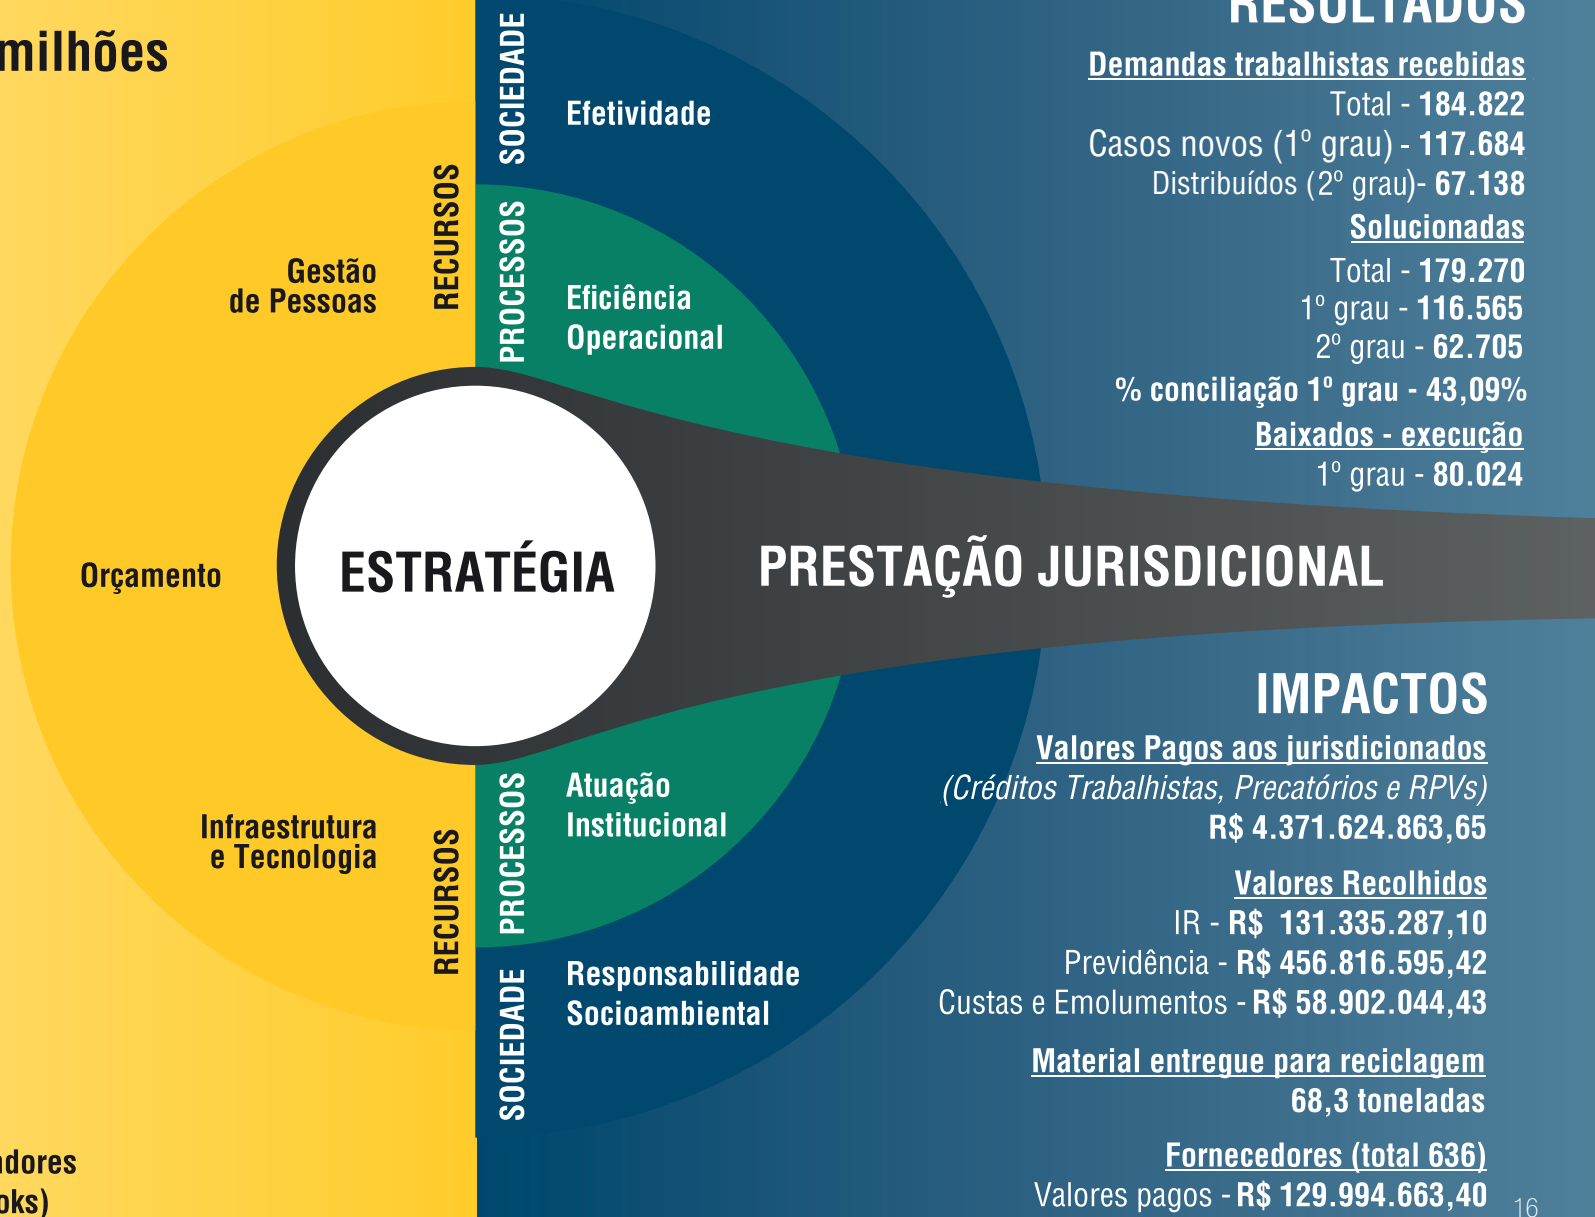 milhões
RECURSOS
Gestão
de Pessoas
Orçamento
Infraestrutura
e Tecnologia
RECURSOS
oks)
ESTRATÉGIA
SOCIEDADE
Efetividade
PROCESSOS
Eficiência
Operacional
PRESTAÇÃO JURISDICIONAL
PROCESSOS
Atuação
Institucional
SOCIEDADE
Responsabilidade
Socioambiental
RESULTADOS
Demandas trabalhistas recebidas
Total - 184.822
Casos novos (1º grau) - 117.684
Distribuídos (2º grau)- 67.138
Solucionadas
Total - 179.270
1º grau - 116.565
2º grau - 62.705
% conciliação 1º grau - 43,09%
Baixados - execução
1º grau - 80.024
IMPACTOS
Valores Pagos aos jurisdicionados
(Créditos Trabalhistas, Precatórios e RPVs)
R$ 4.371.624.863,65
Valores Recolhidos
IR - R$ 131.335.287,10
Previdência - R$ 456.816.595,42
Custas e Emolumentos - R$ 58.902.044,43
Material entregue para reciclagem
68,3 toneladas
Fornecedores (total 636)
Valores pagos - R$ 129.994.663,40
16